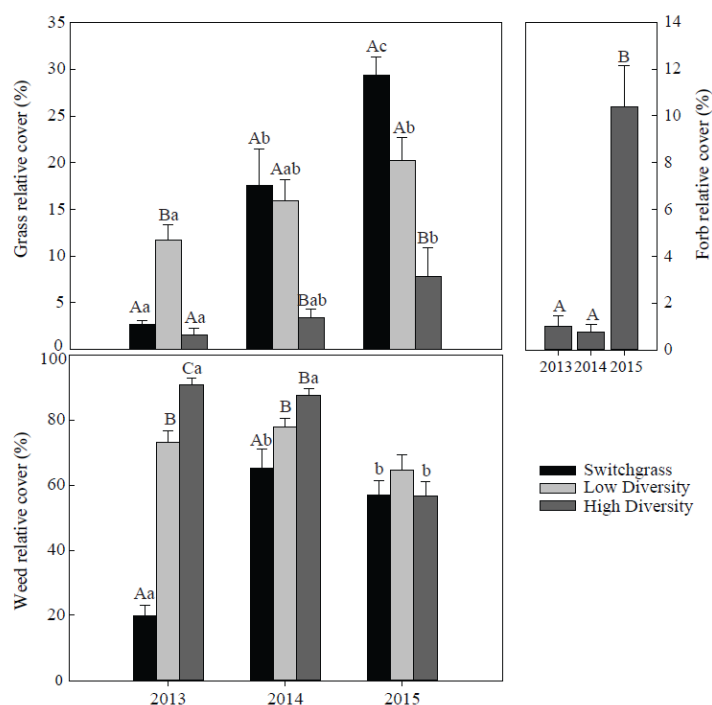 35
30
25
20
15
10
5
0
Grass relative cover (%)
Aa
Ba
Aa
Ab
Aab
Bab
Ac
Ab
Bb
14
12
10
8
6
4
2
0
Forb relative cover (%)
A
A
B
2013 2014 2015
100
80
60
40
20
0
Weed relative cover (%)
Aa
B
Ca
Ab
B
Ba
b
b
2013 2014 2015
Switchgrass
Low Diversity
High Diversity